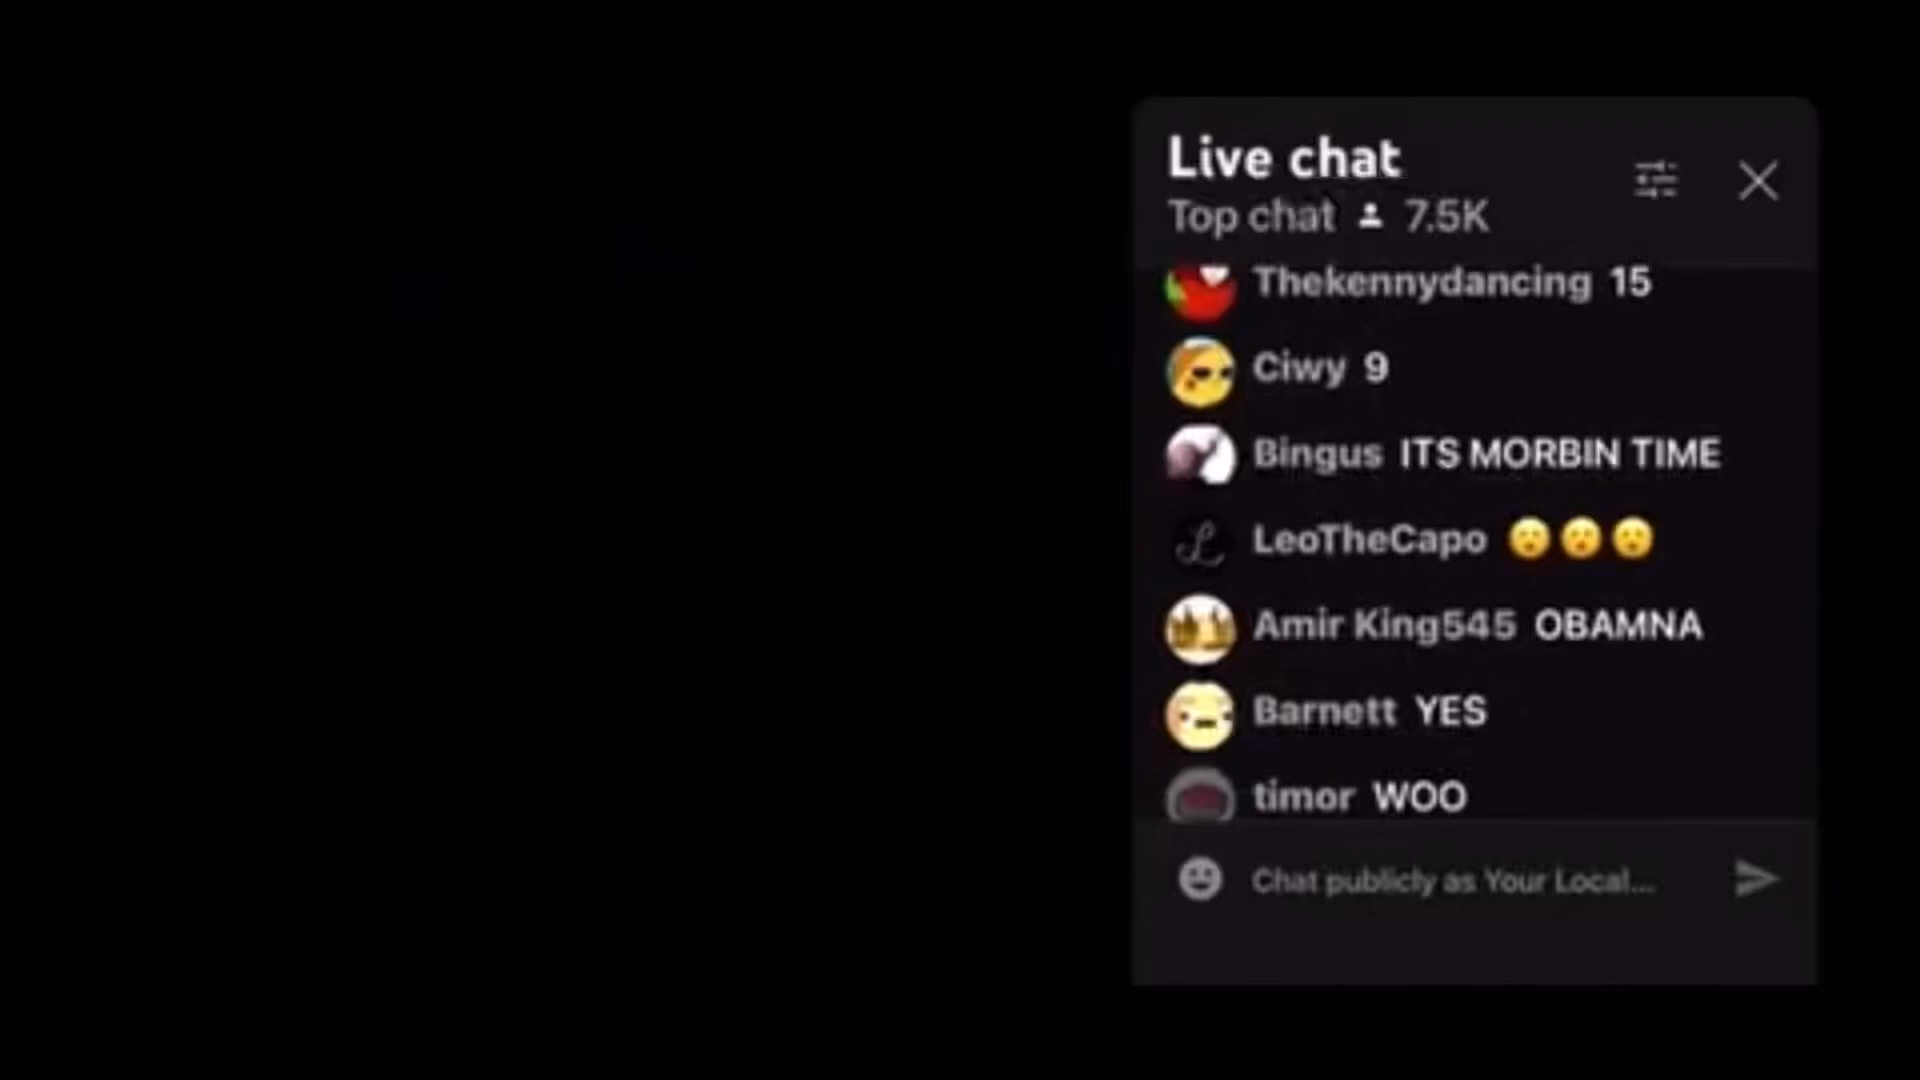 Live chat
Top chat 7.5K
Thekennydancing 15
Ciwy 9
Bingus ITS MORBIN TIME
LeoTheCapo 😮😮😮
Amir King545 OBAMNA
Barnett YES
timor WOO
Chat publicly as Your Local...